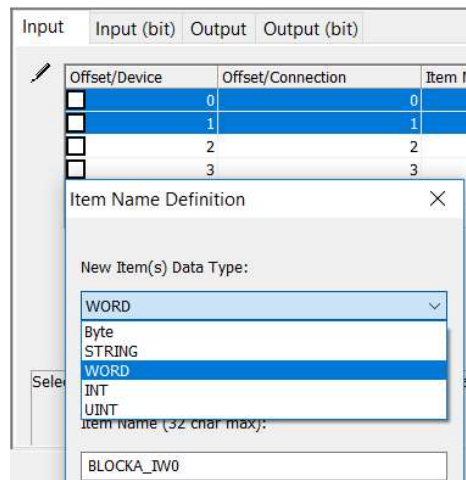 Input Input (bit) Output Output (bit)
Offset/Device Offset/Connection Item
0 0
1 1
2 2
3 3
Item Name Definition
New Item(s) Data Type:
WORD
Byte
STRING
WORD
INT
UINT
Item Name (32 char max):
BLOCKA_IW0